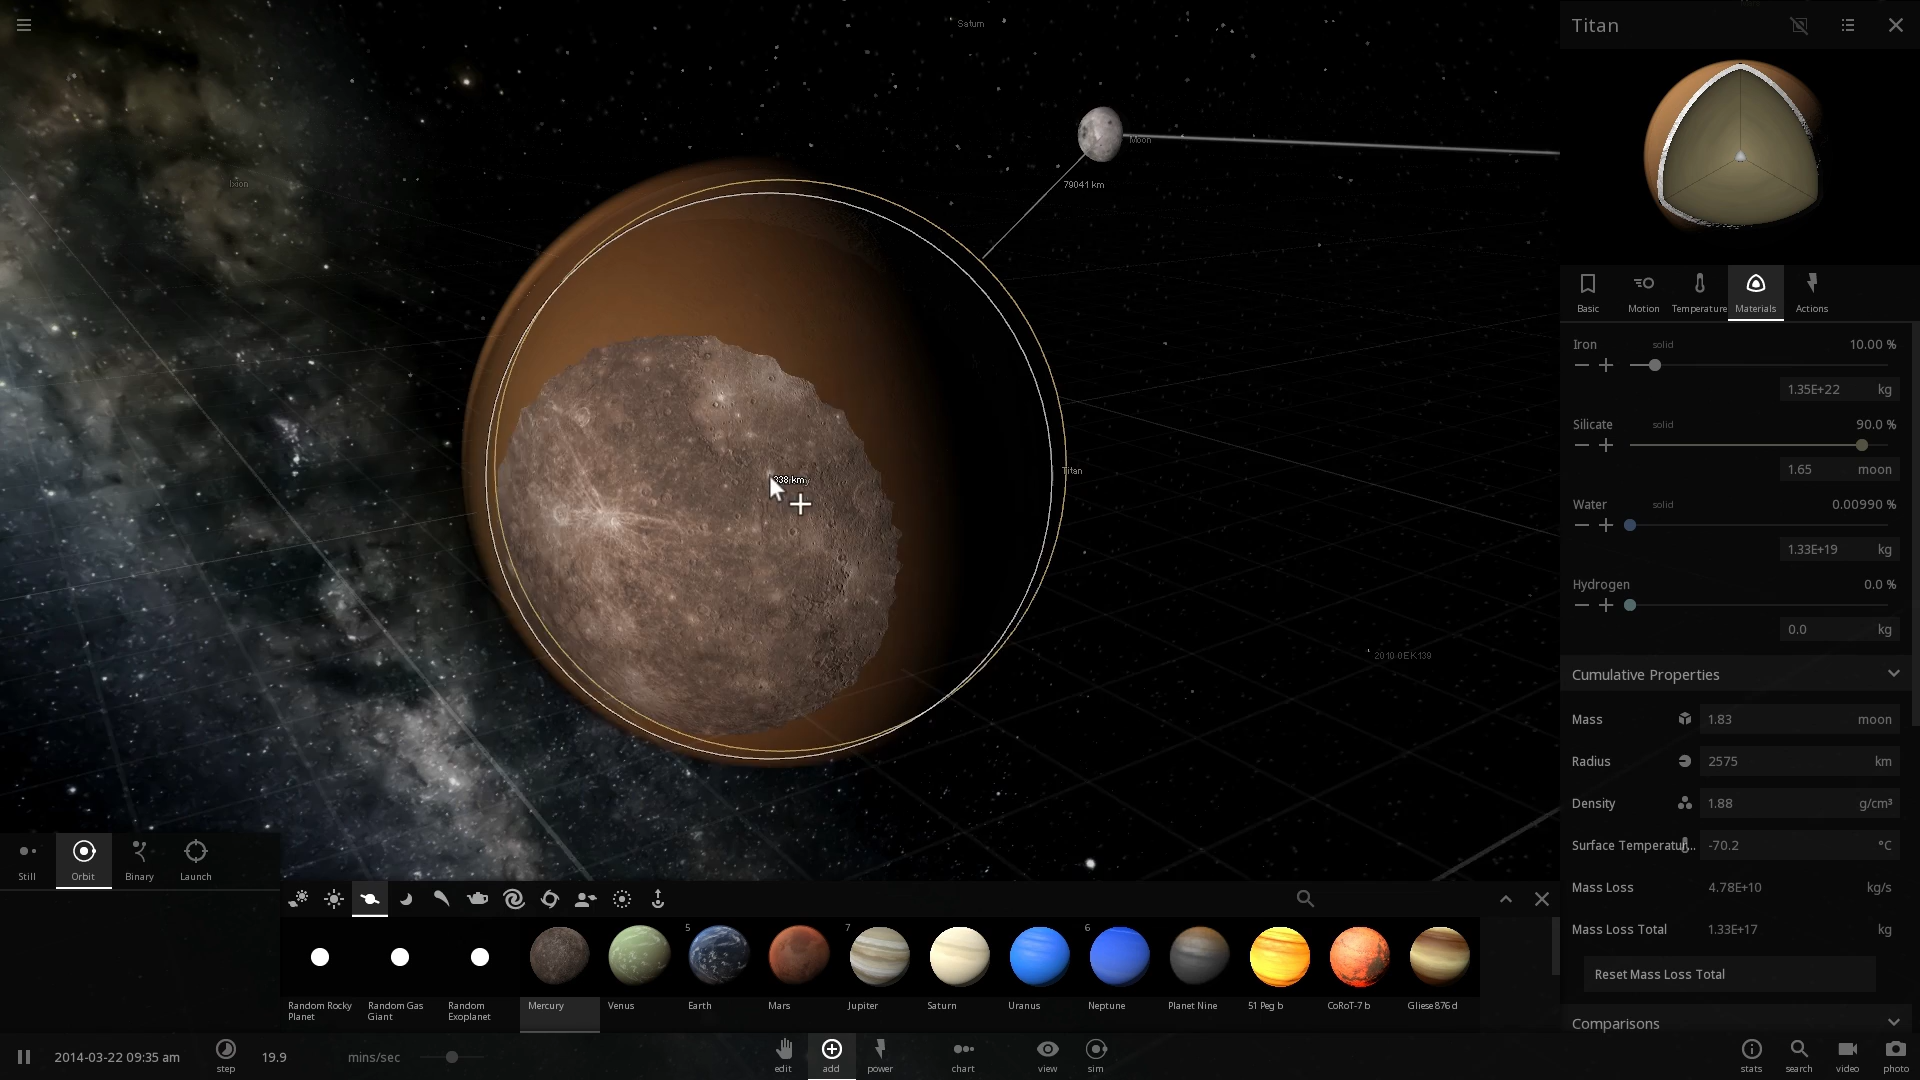 Saturn
Titan
Moon
79041 km
Ixion
Basic
Motion
Temperature
Materials
Actions
Iron
solid
10.00 %
1.35E+22 kg
Silicate
solid
90.0 %
1.65 moon
Titan
Water
solid
0.00990 %
1.33E+19 kg
Hydrogen
0.0 %
0.0 kg
2010 OEK139
Cumulative Properties
Mass 1.83 moon
Radius 2575 km
Density 1.88 g/cm³
Surface Temperatur... -70.2 °C
Mass Loss 4.78E+10 kg/s
Mass Loss Total 1.33E+17 kg
Reset Mass Loss Total
Comparisons
Still
Orbit
Binary
Launch
5
7
6
Random Rocky Planet
Random Gas Giant
Random Exoplanet
Mercury
Venus
Earth
Mars
Jupiter
Saturn
Uranus
Neptune
Planet Nine
51 Peg b
CoRoT-7 b
Gliese 876 d
2014-03-22 09:35 am
step
19.9 mins/sec
edit
add
power
chart
view
sim
stats
search
video
photo